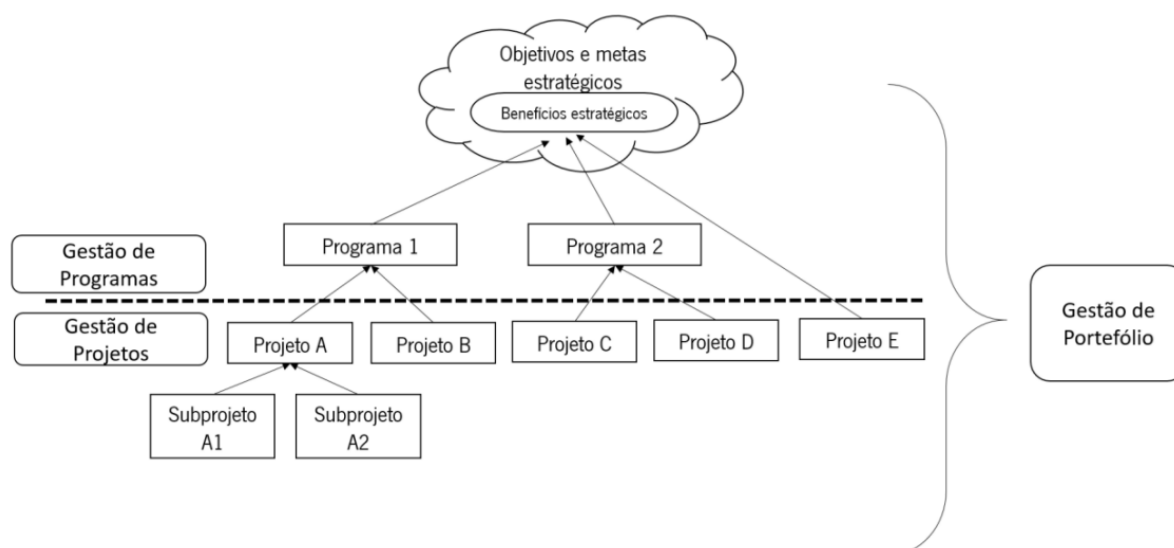 Objetivos e metas
estratégicos
Benefícios estratégicos
Gestão de
Programas
Programa 1
Programa 2
Gestão de
Projetos
Projeto A
Projeto B
Projeto C
Projeto D
Projeto E
Subprojeto
A1
Subprojeto
A2
Gestão de
Portefólio